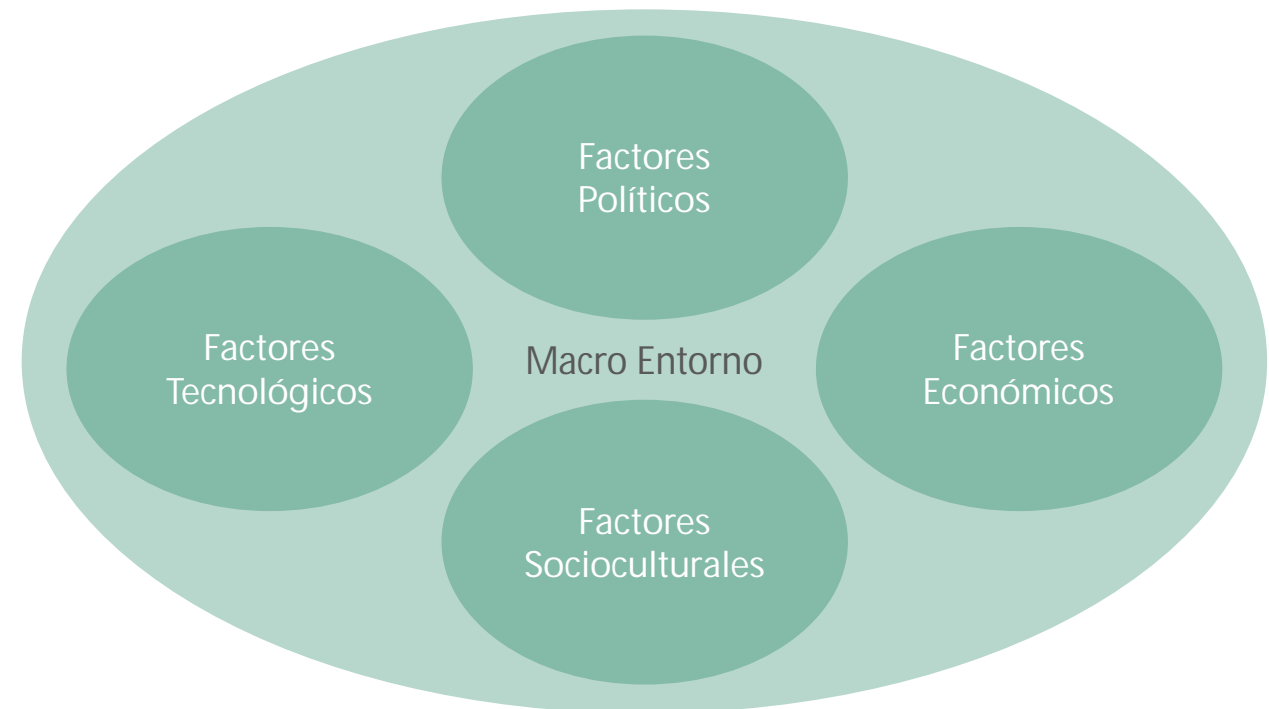 Factores
Políticos
Factores
Tecnológicos
Macro Entorno
Factores
Económicos
Factores
Socioculturales